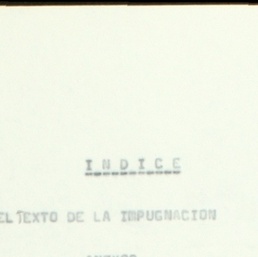 INDICE
EL TEXTO DE LA IMPUGNACION